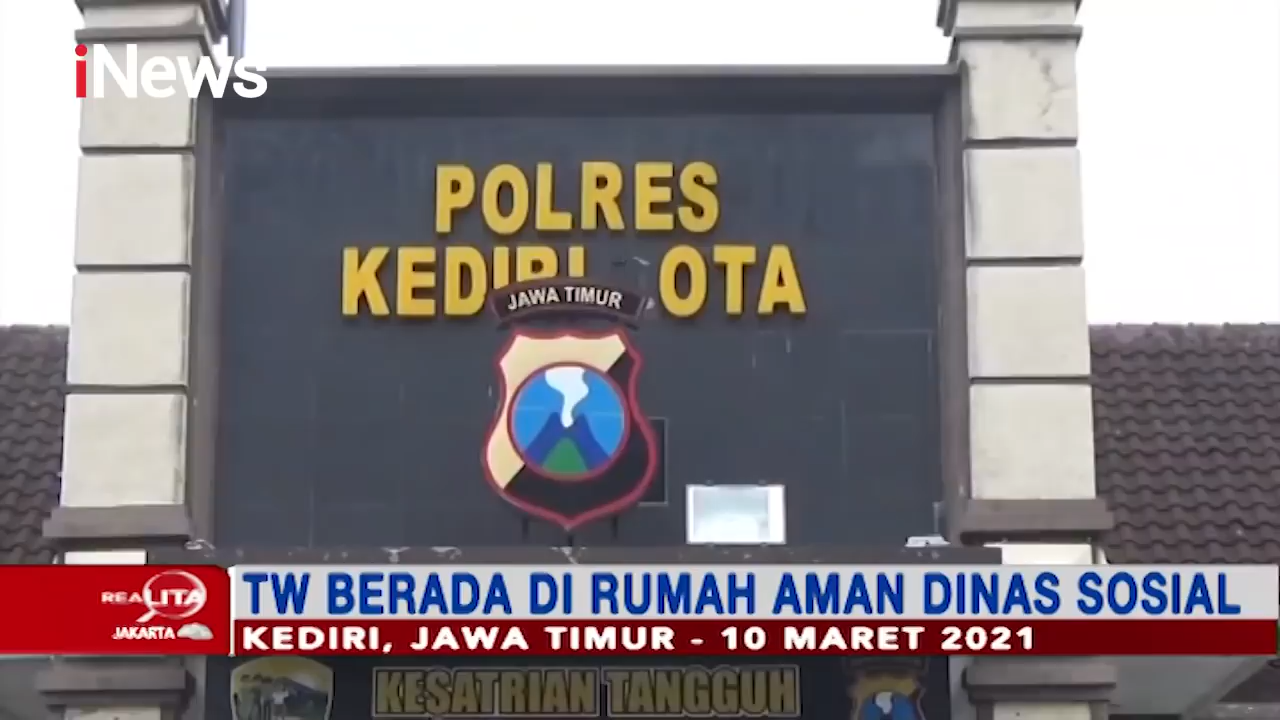 iNews
POLRES
KEDIRI OTA
JAWA TIMUR
REALITA
JAKARTA
TW BERADA DI RUMAH AMAN DINAS SOSIAL
KEDIRI, JAWA TIMUR - 10 MARET 2021
KESATRIAN TANGGUH